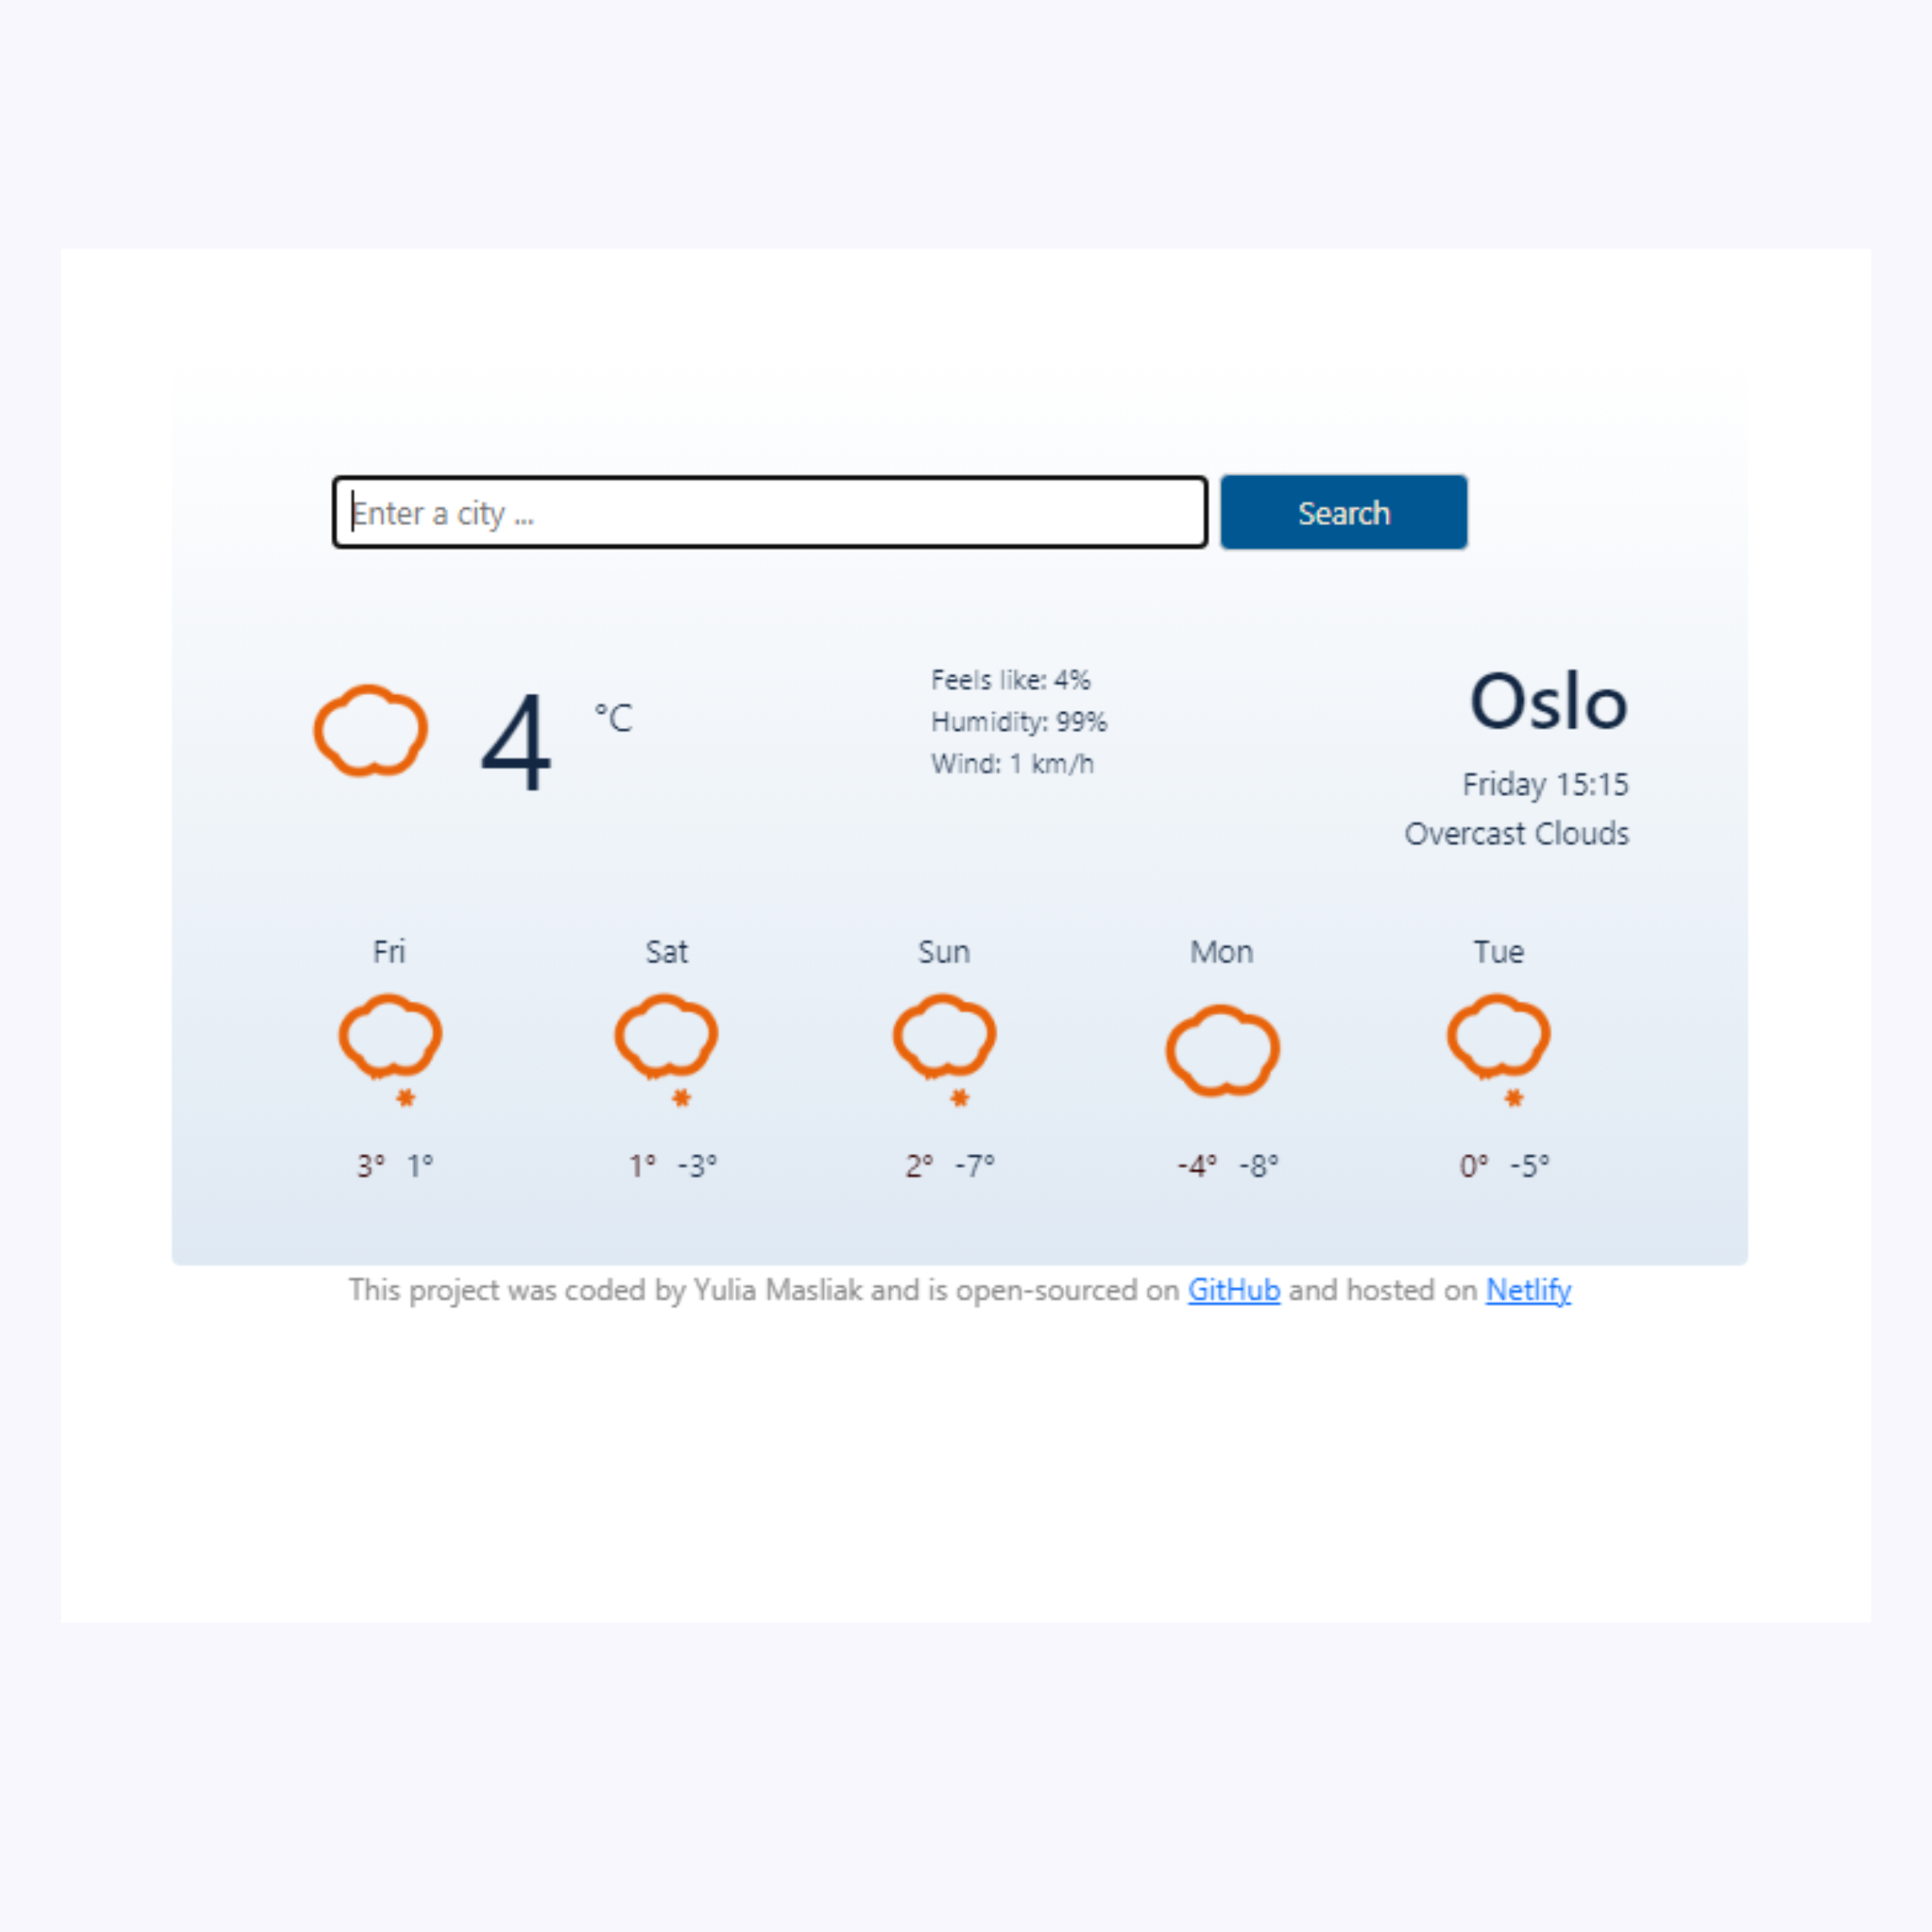 Enter a city ...
Search
4 °C
Feels like: 4%
Humidity: 99%
Wind: 1 km/h
Oslo
Friday 15:15
Overcast Clouds
Fri Sat Sun Mon Tue
3° 1° 1° -3° 2° -7° -4° -8° 0° -5°
This project was coded by Yulia Masliak and is open-sourced on GitHub and hosted on Netlify